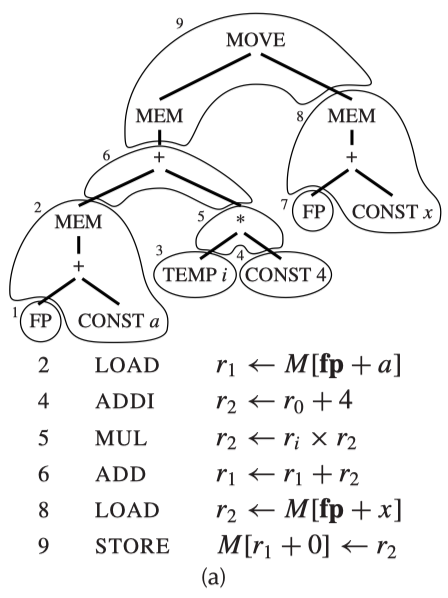 9
MOVE
MEM 8 MEM
6 + +
2 MEM 5 * 7 FP CONST x
+ 3 TEMP i 4 CONST 4
1 FP CONST a
2 LOAD r₁ ← M[fp + a]
4 ADDI r₂ ← r₀ + 4
5 MUL r₂ ← rᵢ × r₂
6 ADD r₁ ← r₁ + r₂
8 LOAD r₂ ← M[fp + x]
9 STORE M[r₁ + 0] ← r₂
(a)